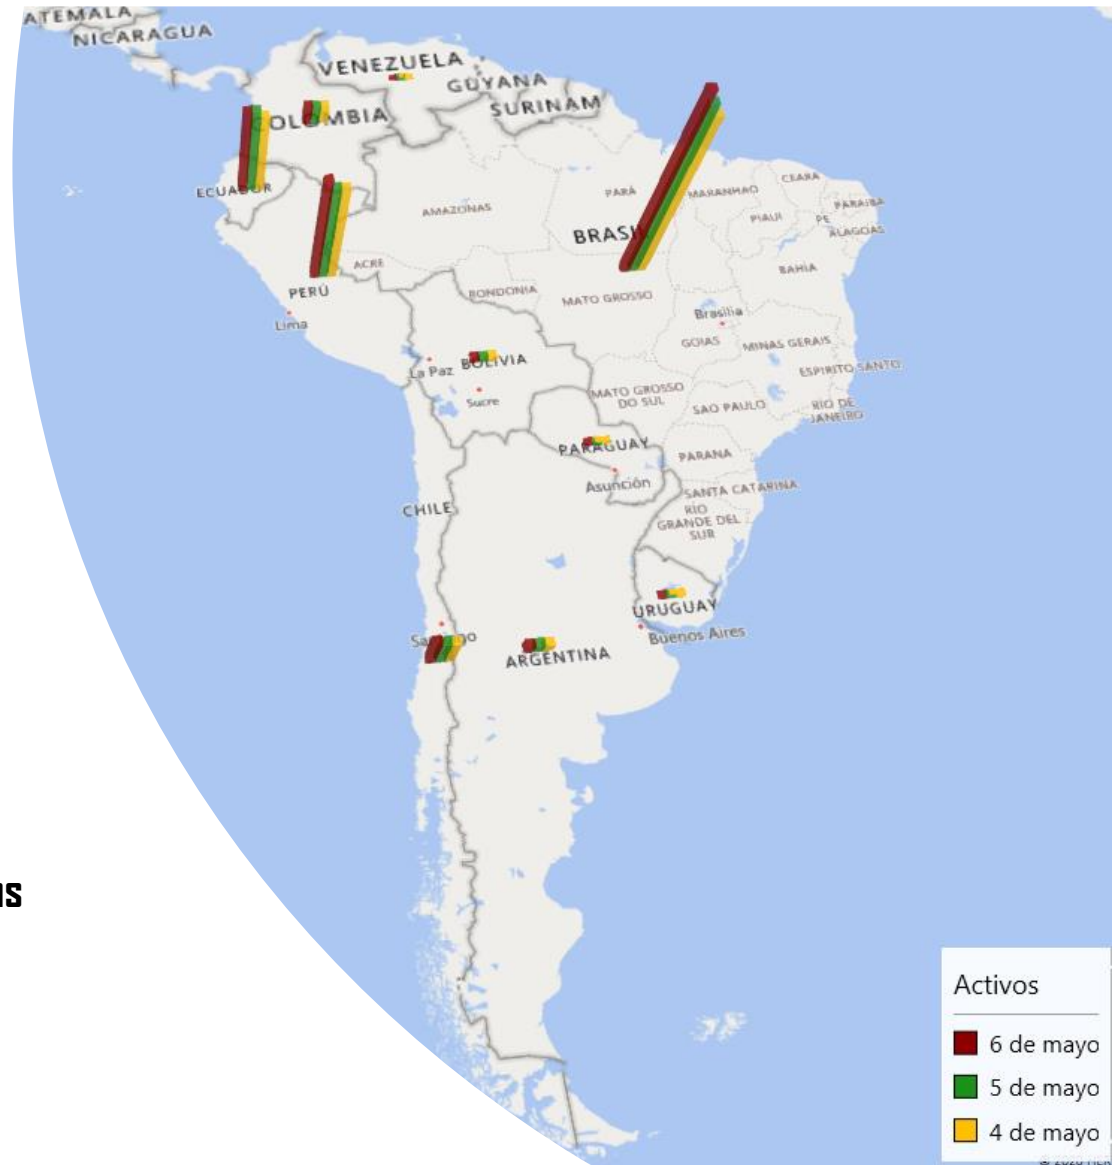 NICARAGUA
VENEZUELA
GUYANA
SURINAM
COLOMBIA
ECUADOR
AMAZONAS
PARÁ
MARANHAO
CEARA
PIAUI
PE
PARAIBA
ALAGOAS
BRASIL
BAHIA
ACRE
RONDONIA
MATO GROSSO
PERÚ
Lima
Brasilia
GOIAS
MINAS GERAIS
ESPIRITO SANTO
La Paz
BOLIVIA
Sucre
MATO GROSSO
DO SUL
SAO PAULO
RIO DE
JANEIRO
PARAGUAY
PARANA
Asunción
SANTA CATARINA
CHILE
RIO
GRANDE DEL
SUR
URUGUAY
Buenos Aires
Santiago
ARGENTINA
Activos
6 de mayo
5 de mayo
4 de mayo